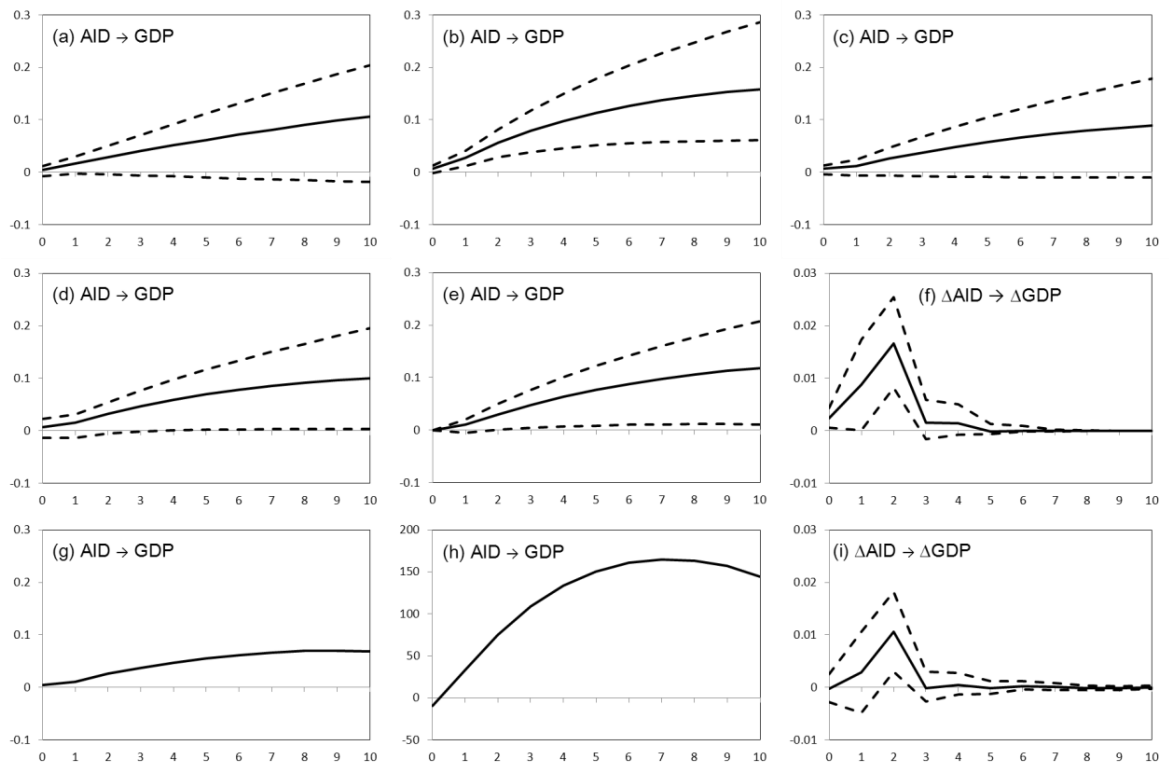 (a) AID → GDP
0.3
0.2
0.1
0
-0.1
0 1 2 3 4 5 6 7 8 9 10
(b) AID → GDP
0.3
0.2
0.1
0
-0.1
0 1 2 3 4 5 6 7 8 9 10
(c) AID → GDP
0.3
0.2
0.1
0
-0.1
0 1 2 3 4 5 6 7 8 9 10
(d) AID → GDP
0.3
0.2
0.1
0
-0.1
0 1 2 3 4 5 6 7 8 9 10
(e) AID → GDP
0.3
0.2
0.1
0
-0.1
0 1 2 3 4 5 6 7 8 9 10
(f) ΔAID → ΔGDP
0.03
0.02
0.01
0
-0.01
0 1 2 3 4 5 6 7 8 9 10
(g) AID → GDP
0.3
0.2
0.1
0
-0.1
0 1 2 3 4 5 6 7 8 9 10
(h) AID → GDP
200
150
100
50
0
-50
0 1 2 3 4 5 6 7 8 9 10
(i) ΔAID → ΔGDP
0.03
0.02
0.01
0
-0.01
0 1 2 3 4 5 6 7 8 9 10